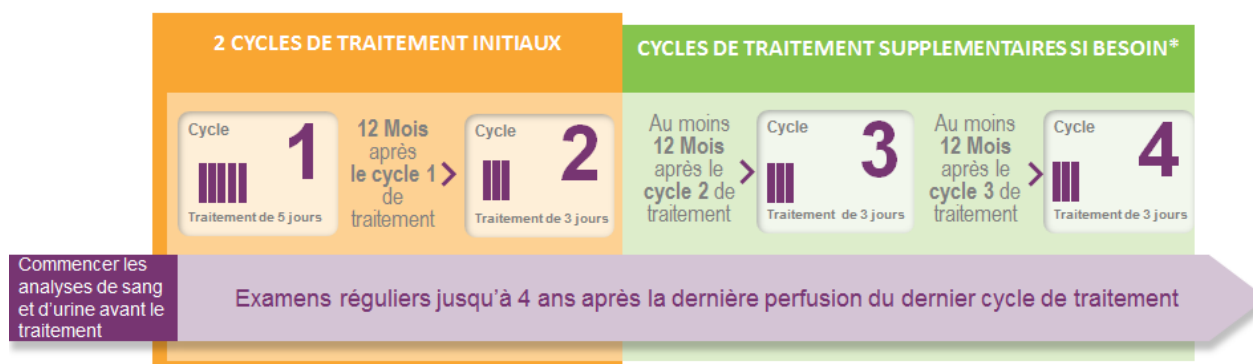 2 CYCLES DE TRAITEMENT INITIAUX
CYCLES DE TRAITEMENT SUPPLEMENTAIRES SI BESOIN*
Cycle
1
Traitement de 5 jours
12 Mois
après
le cycle 1
de
traitement
Cycle
2
Traitement de 3 jours
Au moins
12 Mois
après le
cycle 2 de
traitement
Cycle
3
Traitement de 3 jours
Au moins
12 Mois
après le
cycle 3 de
traitement
Cycle
4
Traitement de 3 jours
Commencer les
analyses de sang
et d'urine avant le
traitement
Examens réguliers jusqu'à 4 ans après la dernière perfusion du dernier cycle de traitement